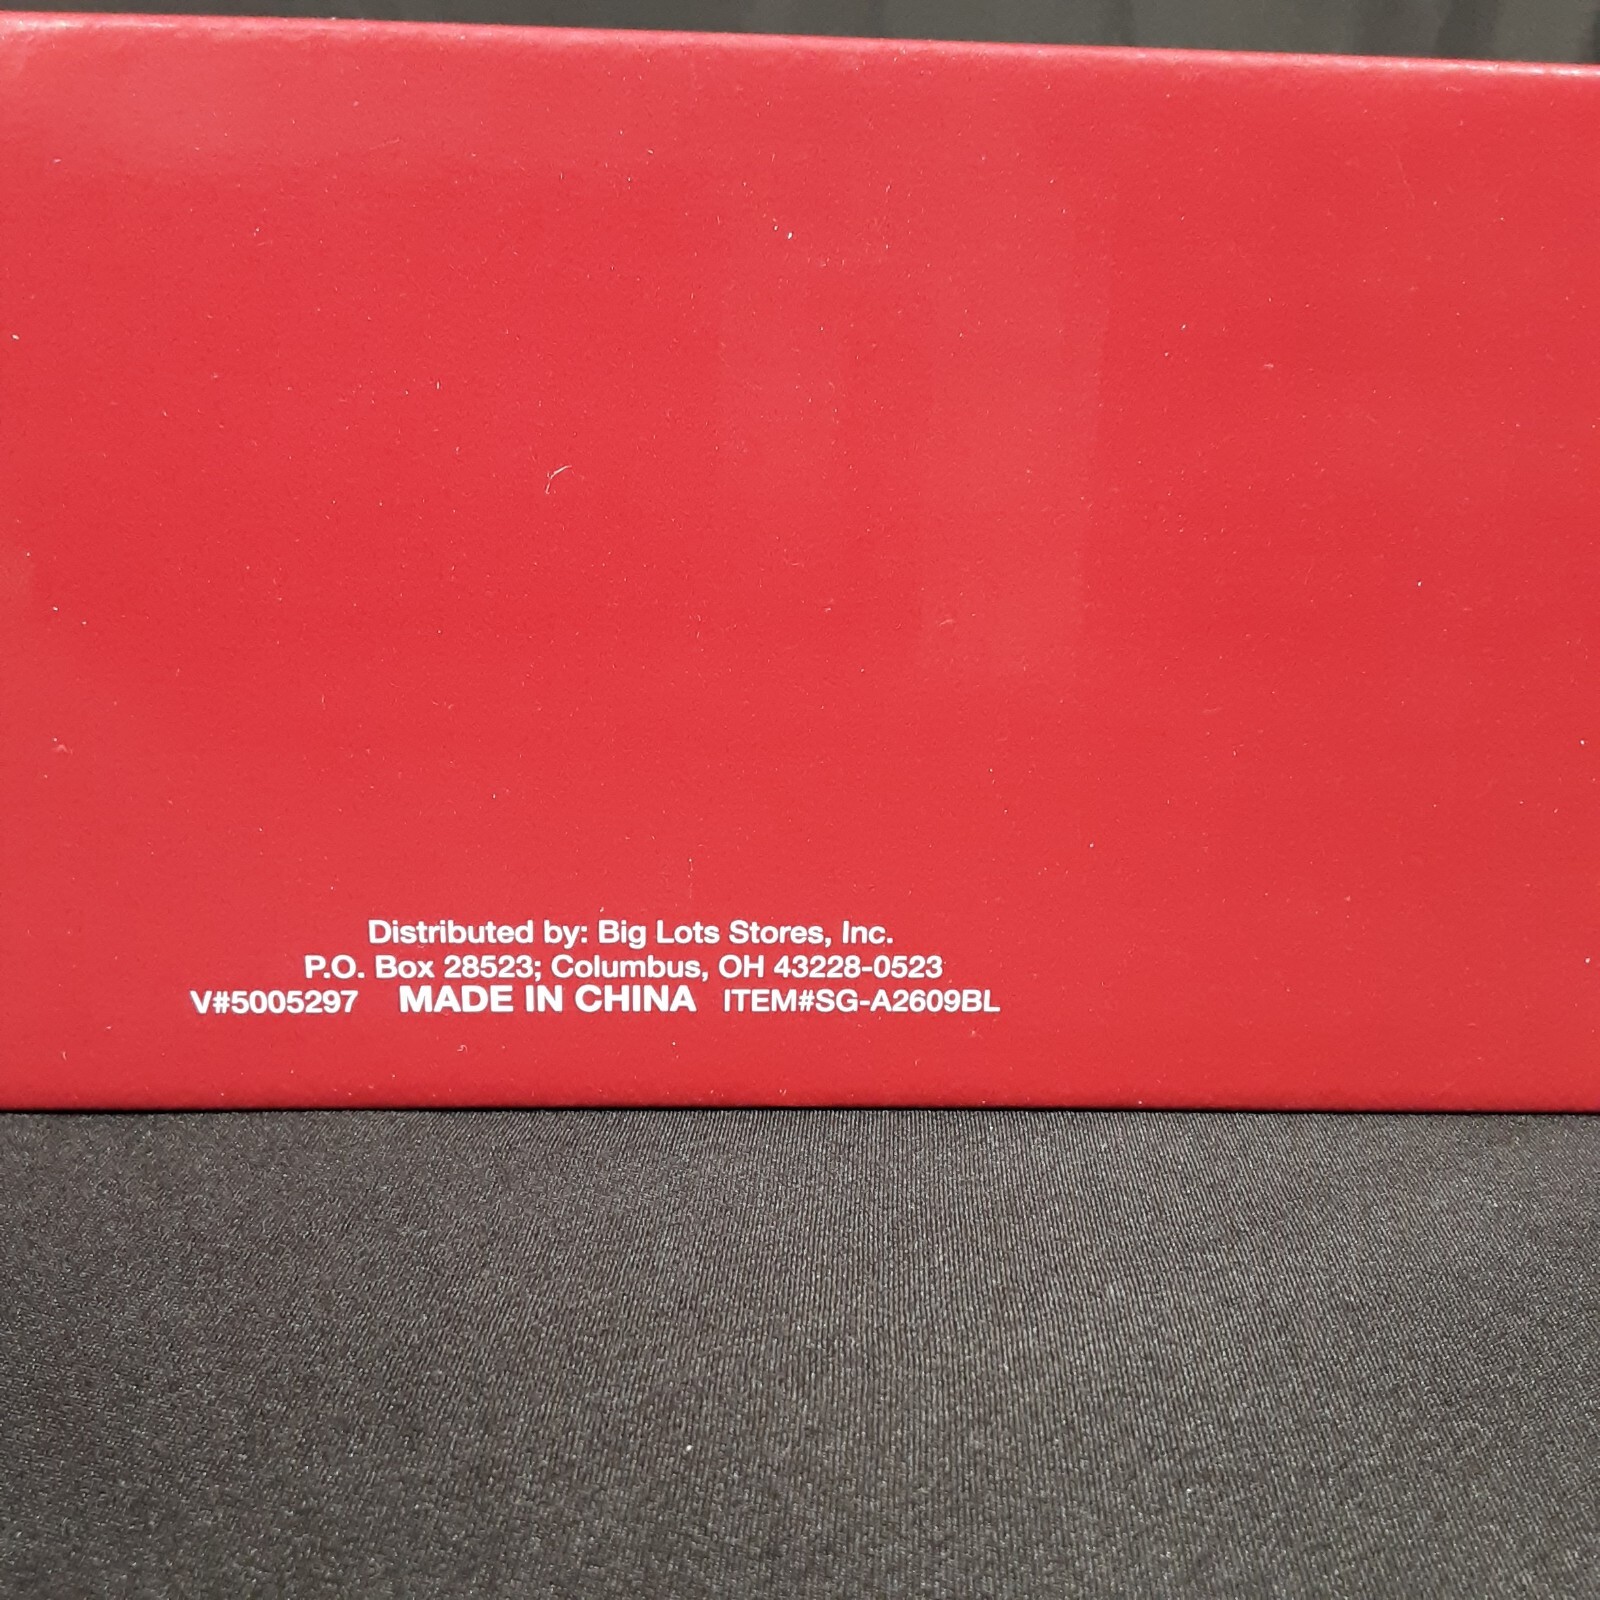 Distributed by: Big Lots Stores, Inc.
P.O. Box 28523; Columbus, OH 43228-0523
V#5005297 MADE IN CHINA ITEM#SG-A2609BL